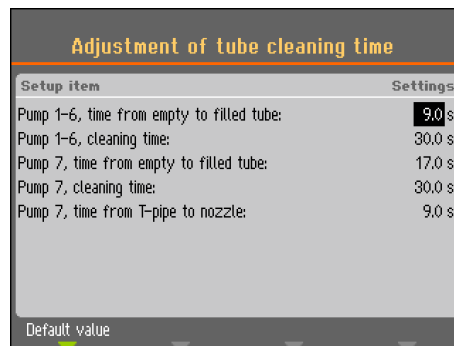 Adjustment of tube cleaning time
Setup item Settings
Pump 1-6, time from empty to filled tube: 9.0 s
Pump 1-6, cleaning time: 30.0 s
Pump 7, time from empty to filled tube: 17.0 s
Pump 7, cleaning time: 30.0 s
Pump 7, time from T-pipe to nozzle: 9.0 s
Default value